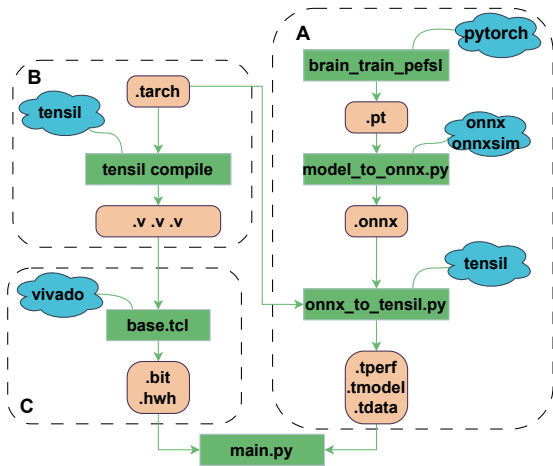 A
pytorch
brain_train_pefsl
.pt
onnx
onnxsim
model_to_onnx.py
.onnx
tensil
onnx_to_tensil.py
.tperf
.tmodel
.tdata
B
.tarch
tensil
tensil compile
.v .v .v
vivado
base.tcl
.bit
.hwh
C
main.py